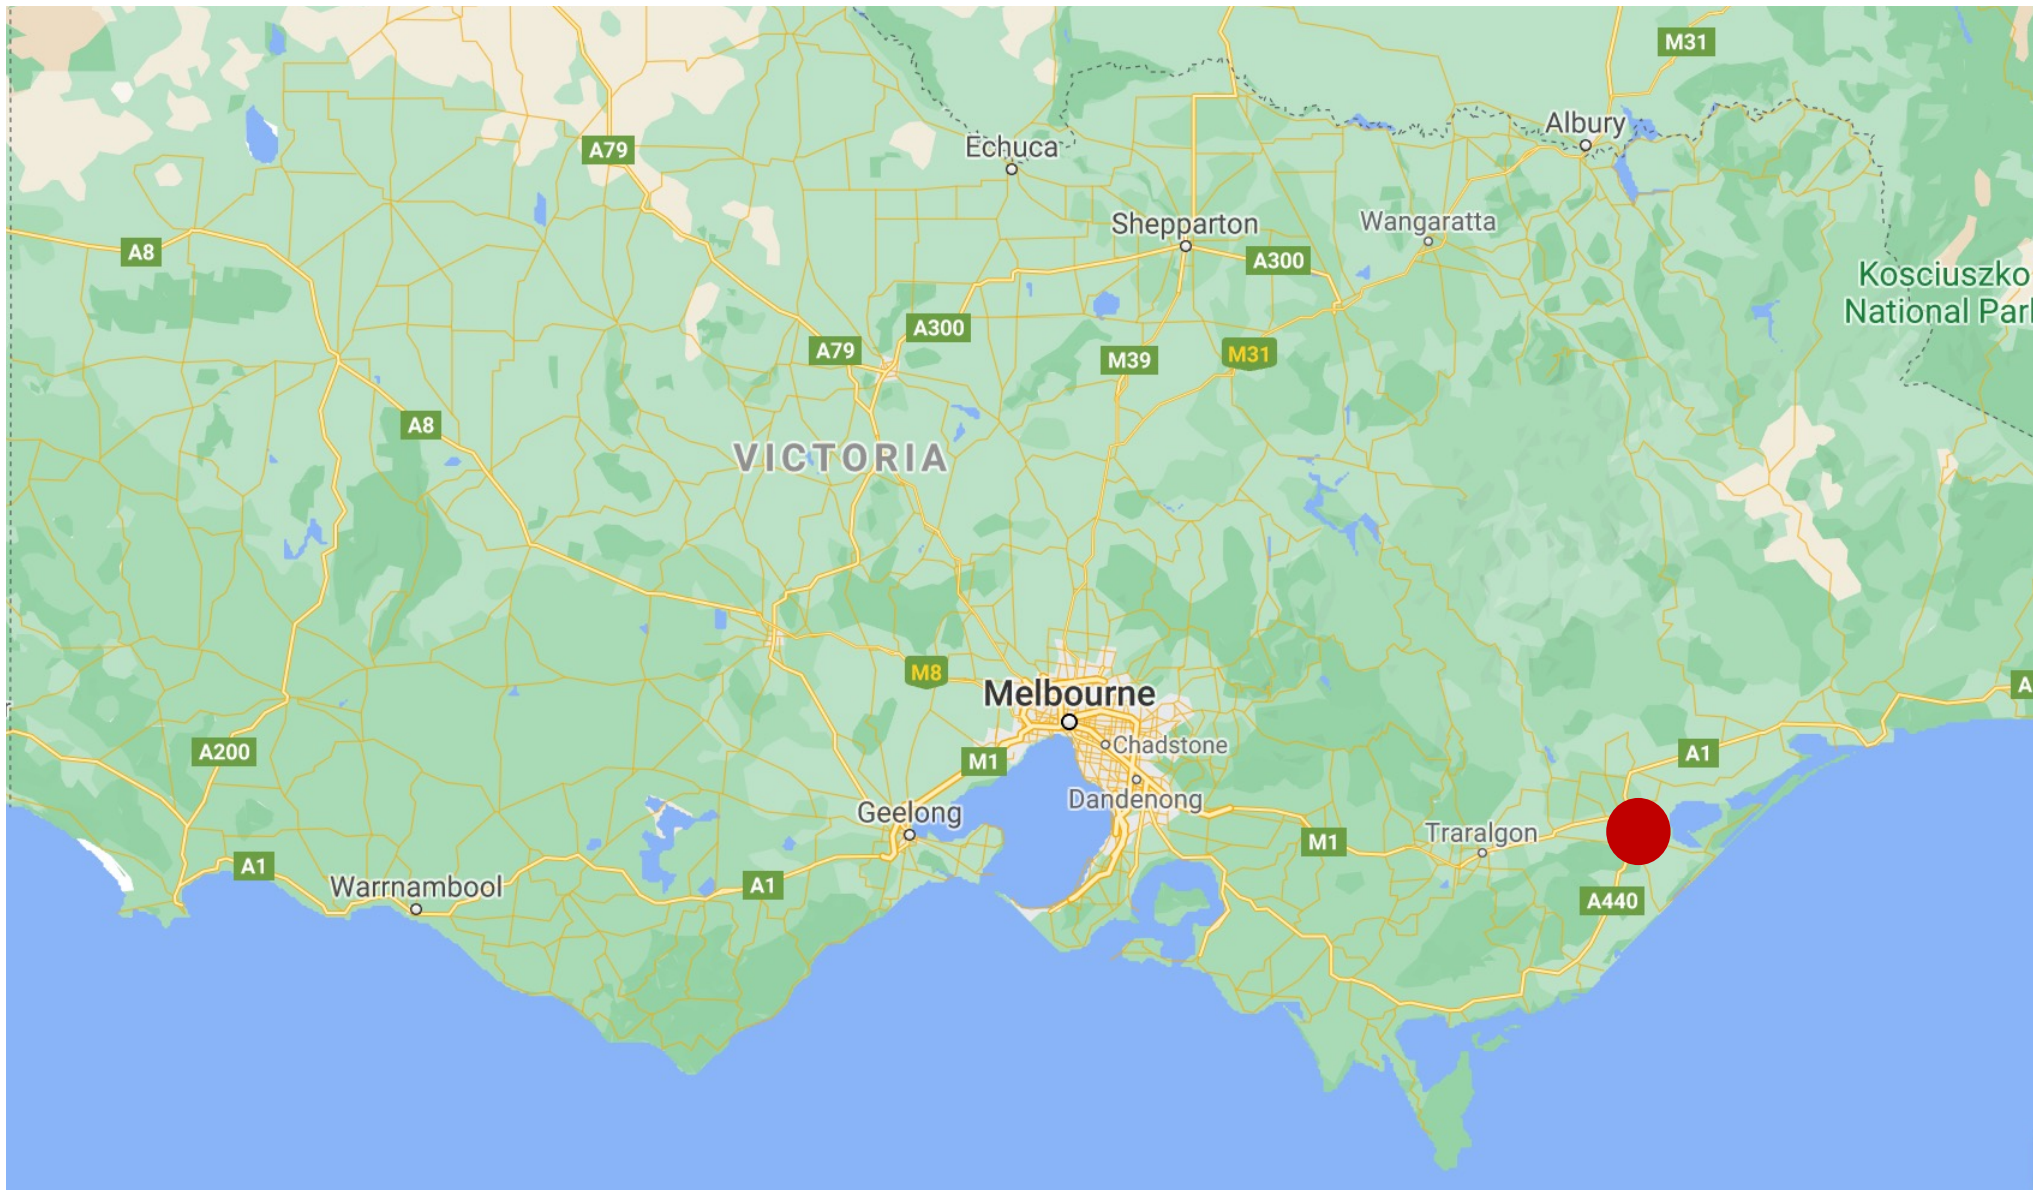 M31
Albury
A79
Echuca
Shepparton
Wangaratta
A8
A300
Kosciuszko
National Par
A300
A79
M39
M31
A8
VICTORIA
M8
Melbourne
A
A200
M1
Chadstone
A1
Dandenong
Geelong
M1
Traralgon
A1
Warrnambool
A1
A440